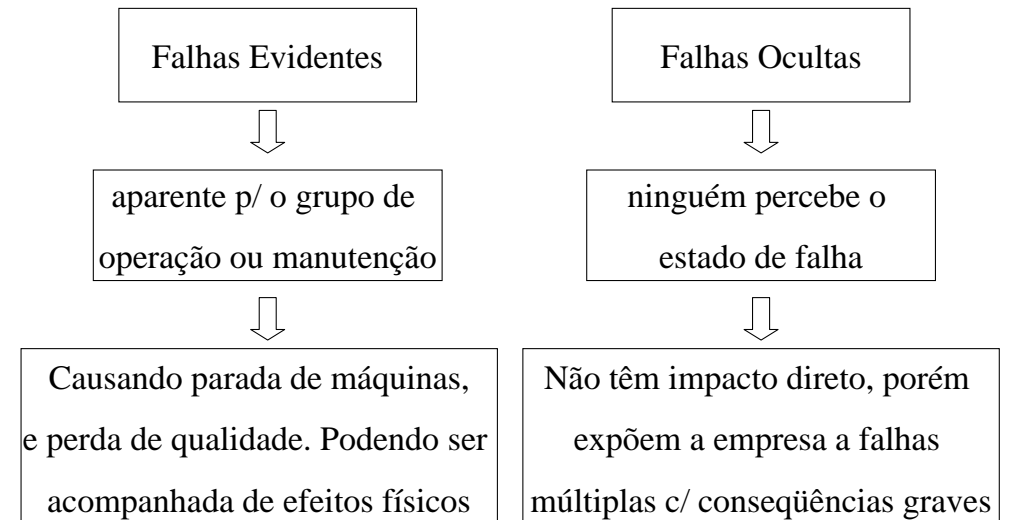 Falhas Evidentes
aparente p/ o grupo de
operação ou manutenção
Causando parada de máquinas,
e perda de qualidade. Podendo ser
acompanhada de efeitos físicos
Falhas Ocultas
ninguém percebe o
estado de falha
Não têm impacto direto, porém
expõem a empresa a falhas
múltiplas c/ conseqüências graves